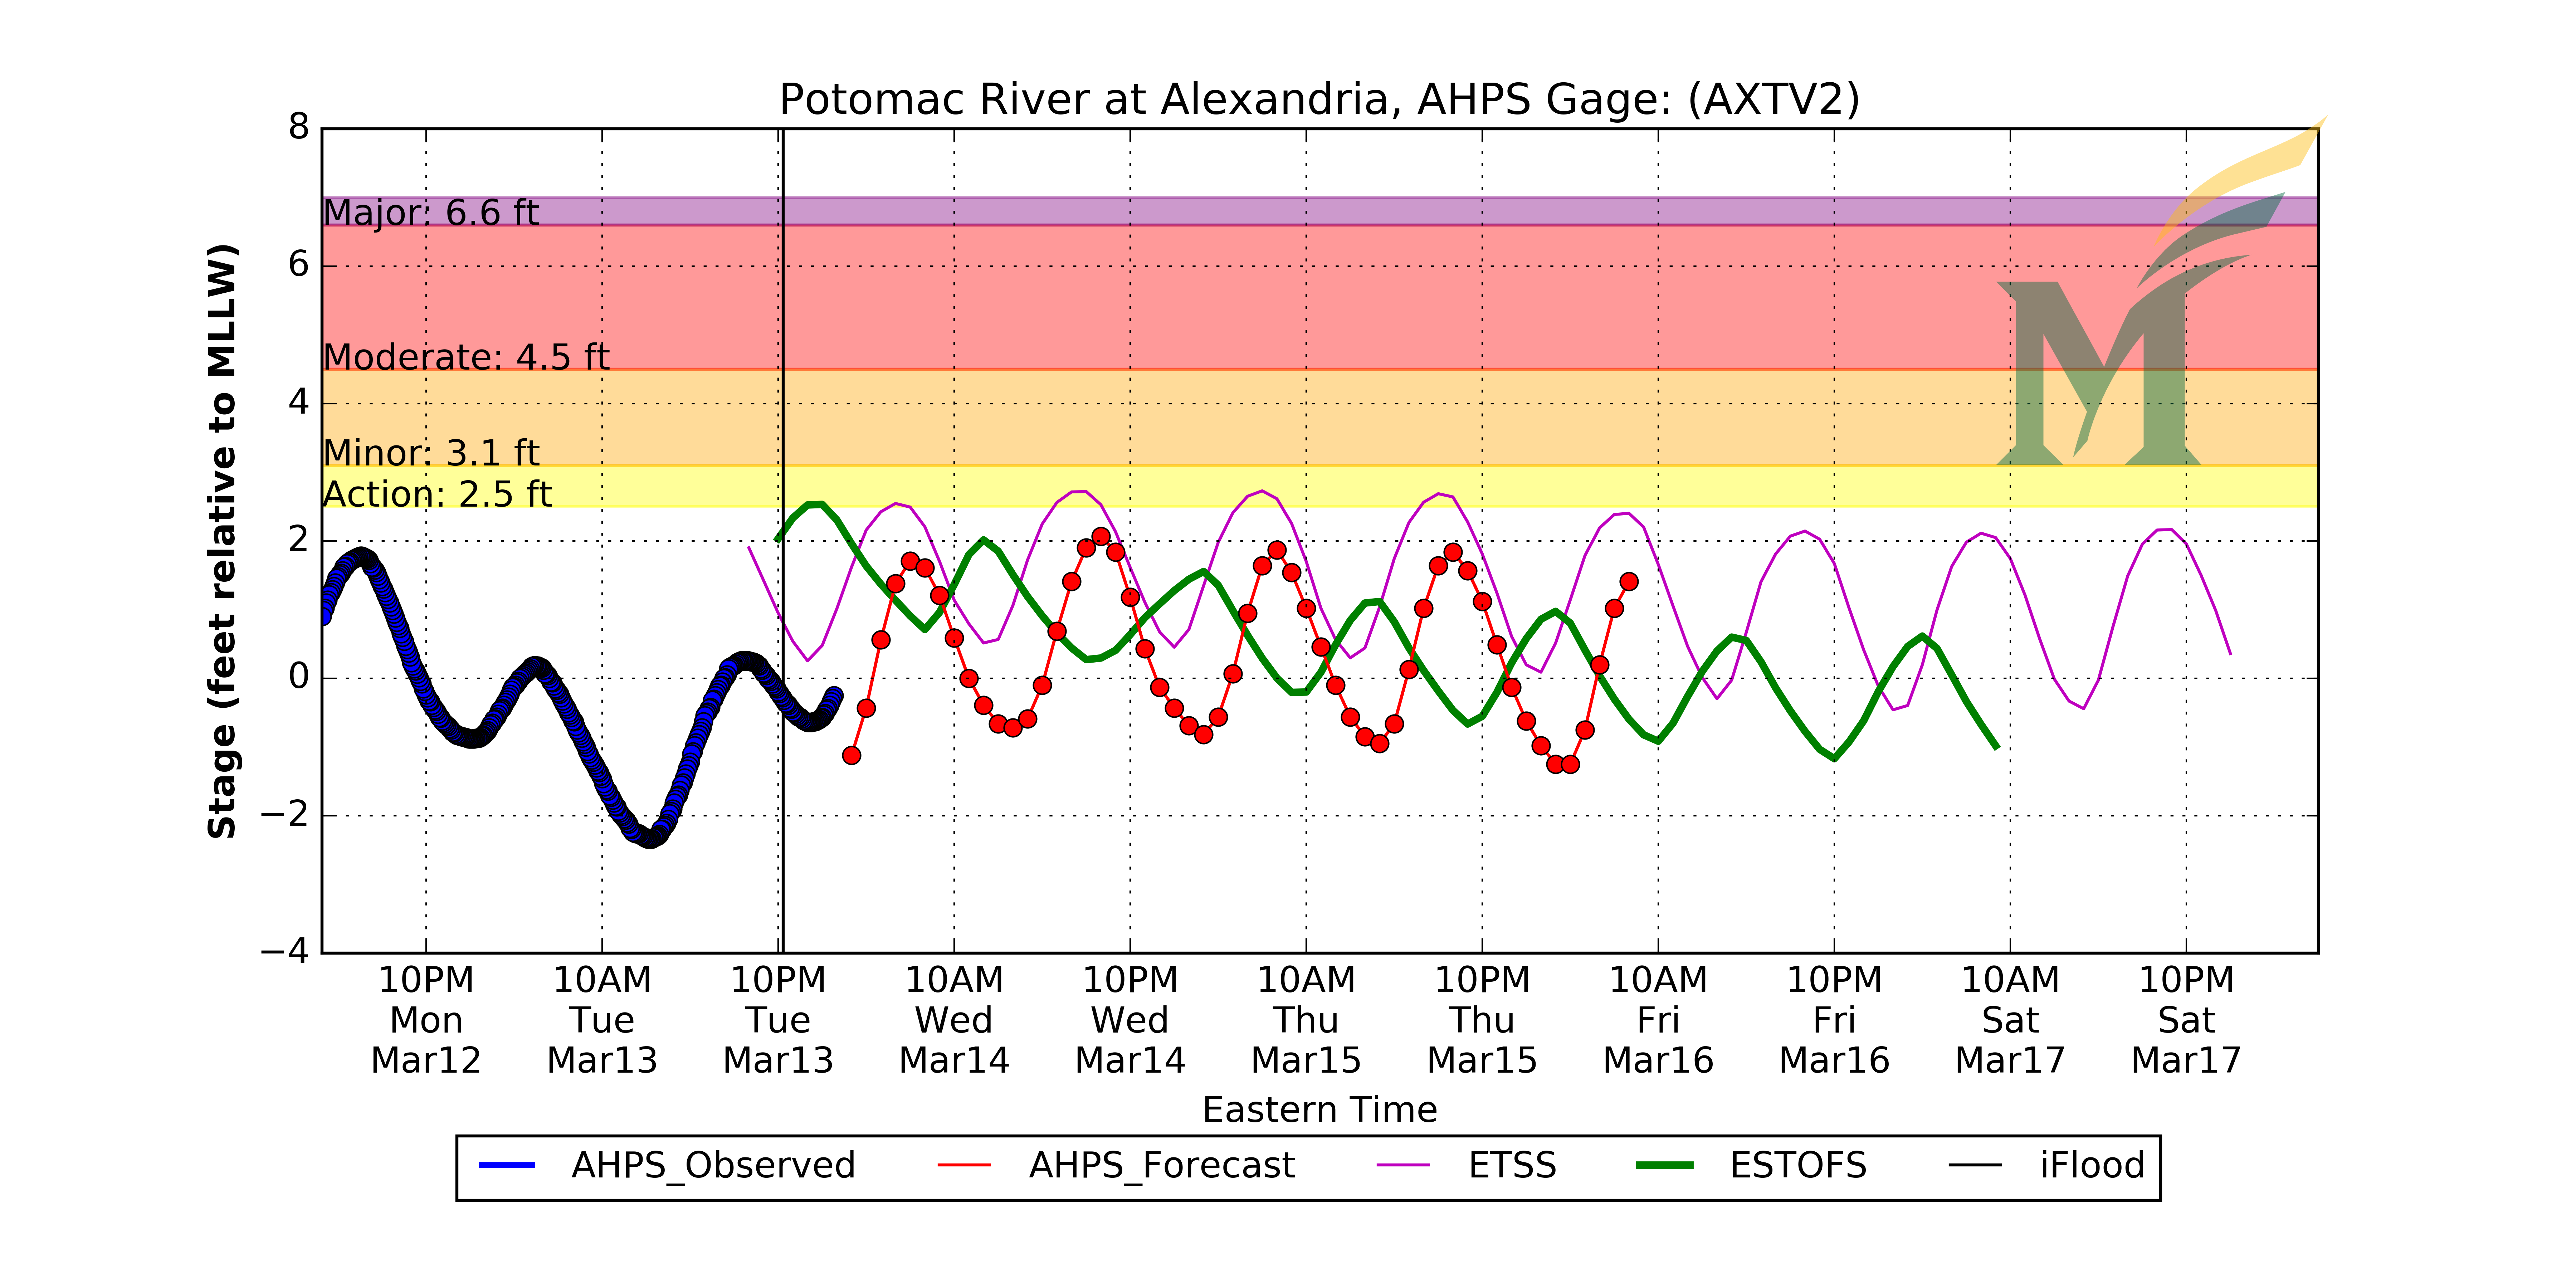 Potomac River at Alexandria, AHPS Gage: (AXTV2)
8
6
4
2
0
−2
−4
Stage (feet relative to MLLW)
Major: 6.6 ft
Moderate: 4.5 ft
Minor: 3.1 ft
Action: 2.5 ft
M
10PM 10AM 10PM 10AM 10PM 10AM 10PM 10AM 10PM 10AM 10PM
Mon Tue Tue Wed Wed Thu Thu Fri Fri Sat Sat
Mar12 Mar13 Mar13 Mar14 Mar14 Mar15 Mar15 Mar16 Mar16 Mar17 Mar17
Eastern Time
AHPS_Observed AHPS_Forecast ETSS ESTOFS iFlood